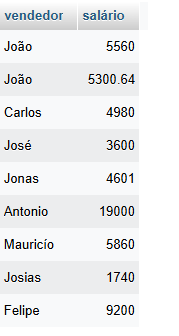 vendedor salário
João 5560
João 5300.64
Carlos 4980
José 3600
Jonas 4601
Antonio 19000
Mauricío 5860
Josias 1740
Felipe 9200